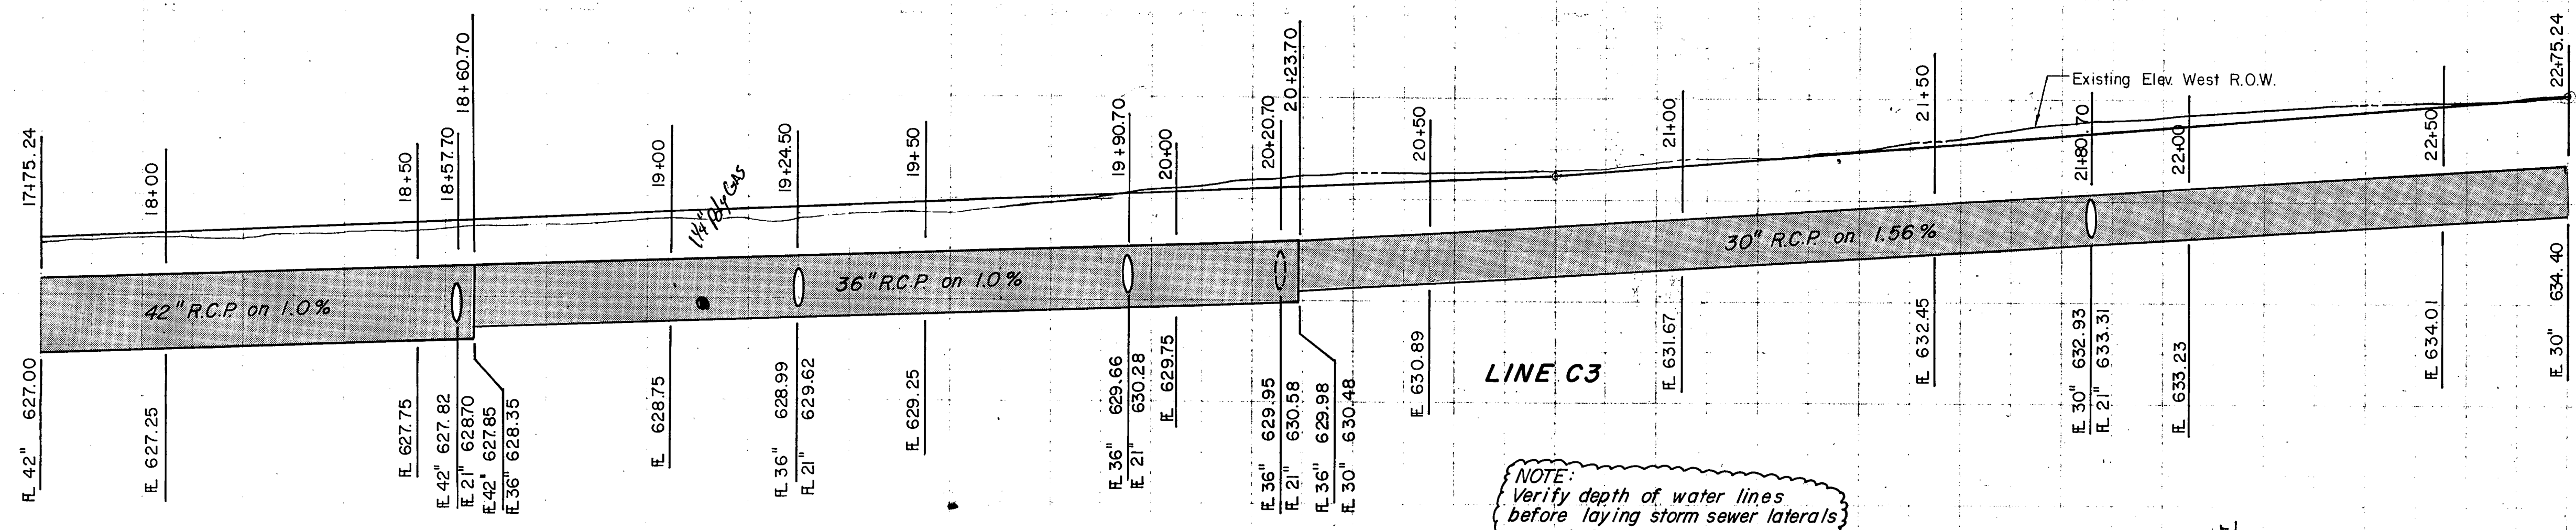 17+75.24
18+00
18+50
18+57.70
18+60.70
19+00
1¼" Poly GAS
19+24.50
19+50
19+90.70
20+00
20+20.70
20+23.70
20+50
21+00
21+50
Existing Elev. West R.O.W.
21+80.70
22+00
22+50
22+75.24
42" R.C.P. on 1.0%
36" R.C.P. on 1.0%
30" R.C.P. on 1.56%
FL 42" 627.00
FL 627.25
FL 627.75
FL 42" 627.82
FL 21" 628.70
FL 42" 627.85
FL 36" 628.35
FL 628.75
FL 36" 628.99
FL 21" 629.62
FL 629.25
FL 36" 629.66
FL 21" 630.28
FL 629.75
FL 36" 629.95
FL 21" 630.58
FL 36" 629.98
FL 30" 630.48
FL 630.89
LINE C3
FL 631.67
FL 632.45
FL 30" 632.93
FL 21" 633.31
FL 633.23
FL 634.01
FL 30" 634.40
NOTE:
Verify depth of water lines
before laying storm sewer laterals